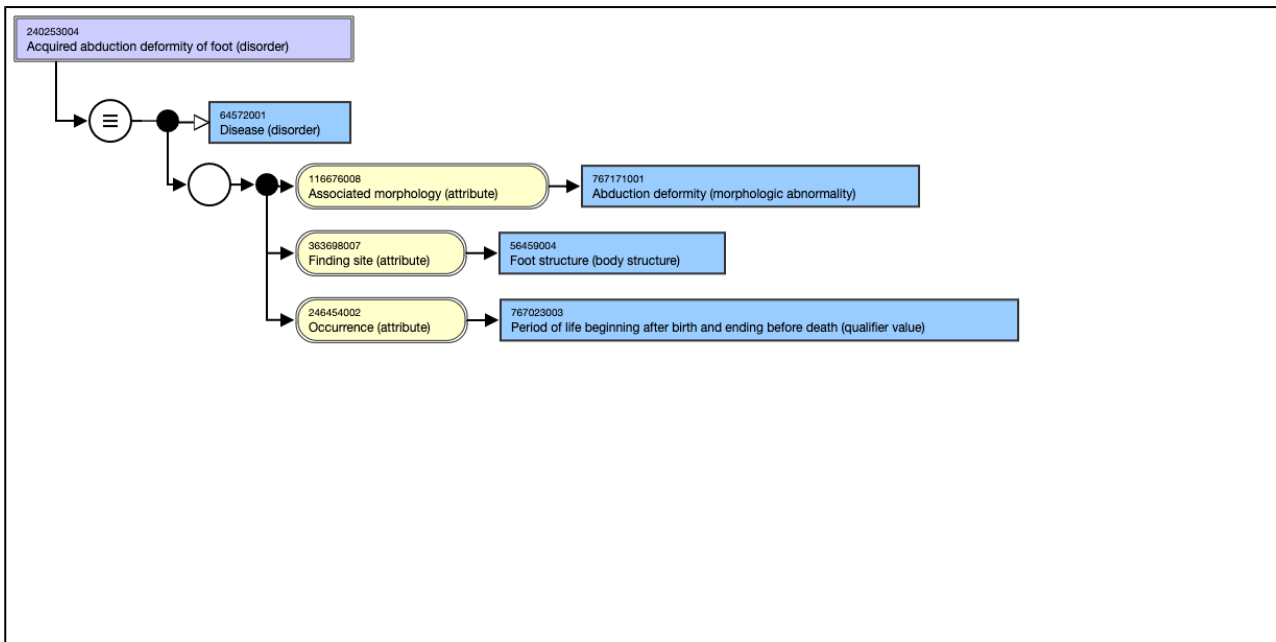 240253004
Acquired abduction deformity of foot (disorder)
64572001
Disease (disorder)
116676008
Associated morphology (attribute)
767171001
Abduction deformity (morphologic abnormality)
363698007
Finding site (attribute)
56459004
Foot structure (body structure)
246454002
Occurrence (attribute)
767023003
Period of life beginning after birth and ending before death (qualifier value)